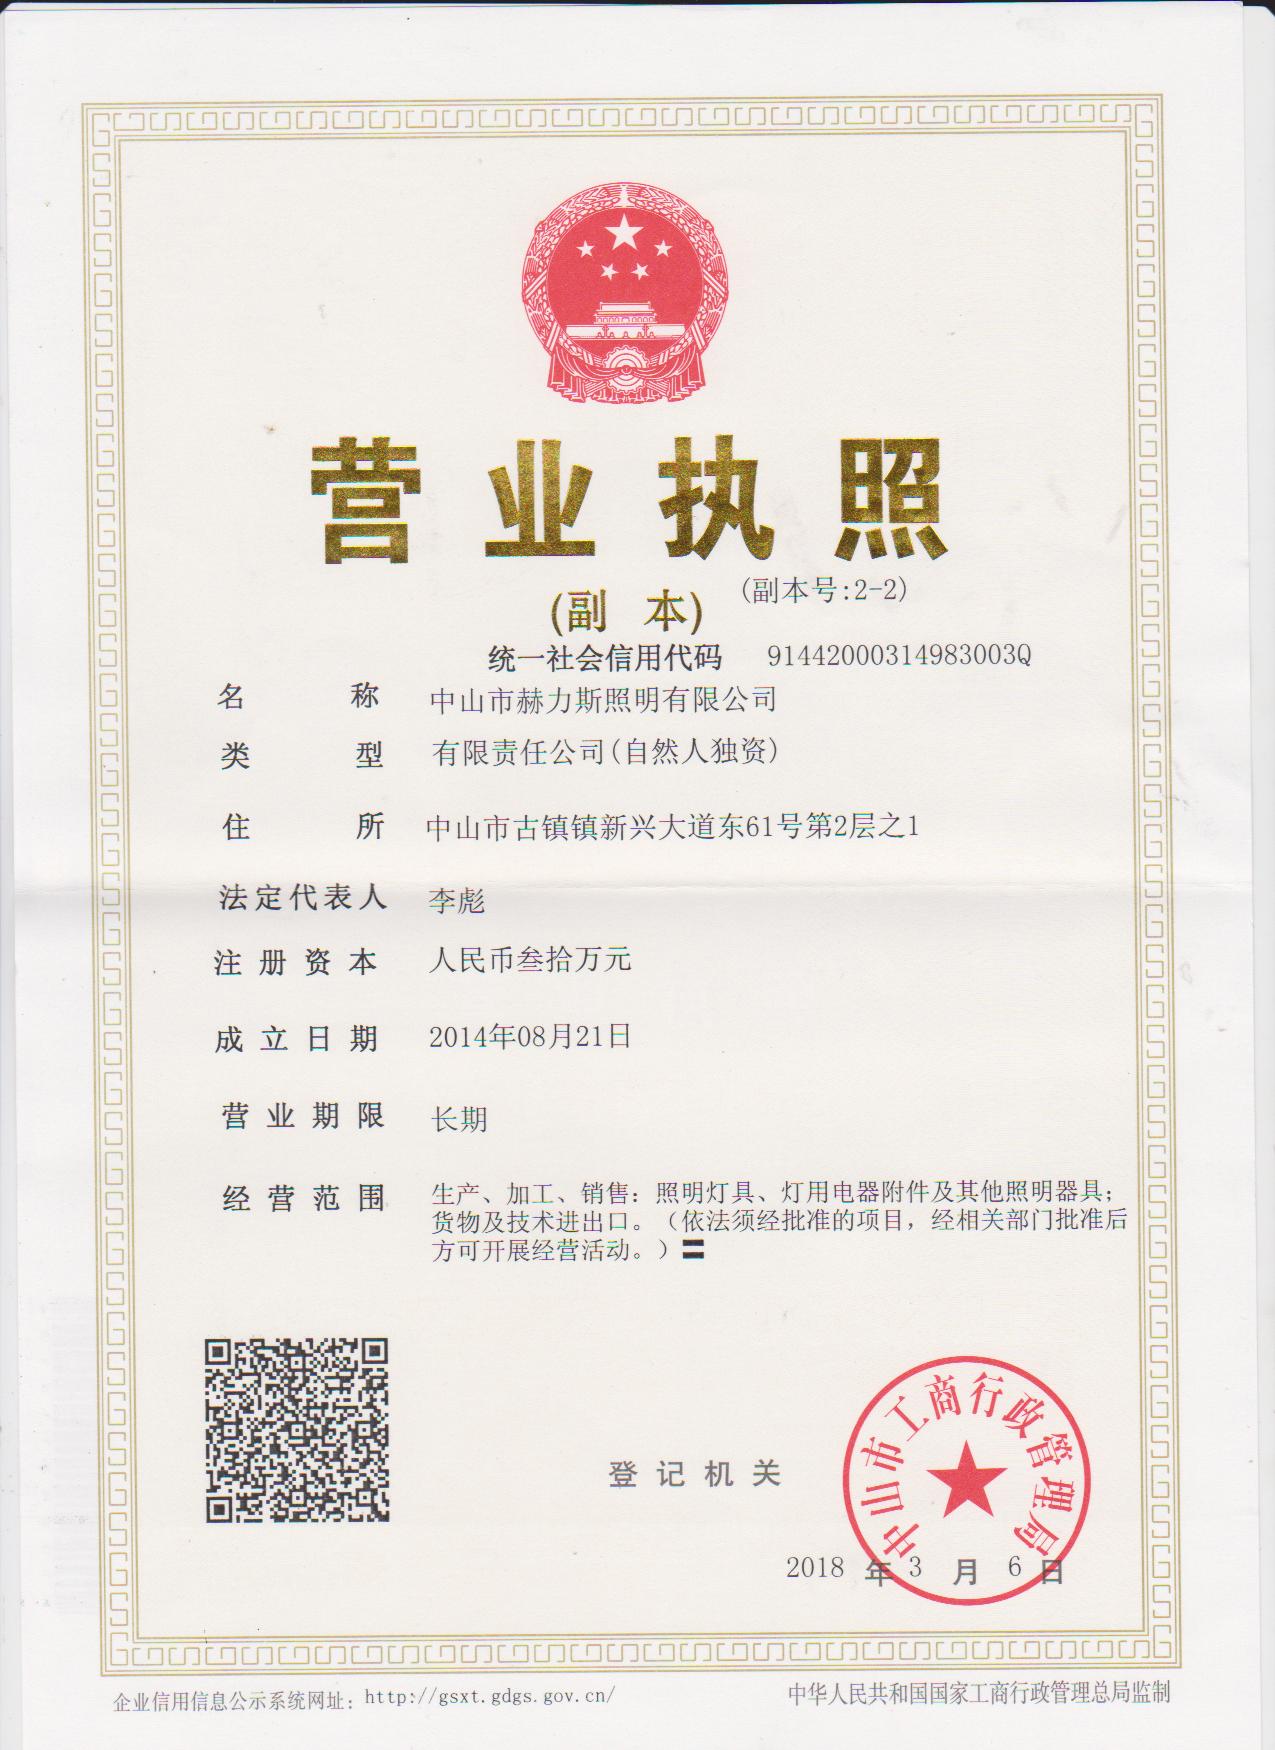 营业执照
(副 本) (副本号:2-2)
统一社会信用代码 91442000314983003Q
名 称 中山市赫力斯照明有限公司
类 型 有限责任公司(自然人独资)
住 所 中山市古镇镇新兴大道东61号第2层之1
法定代表人 李彪
注册资本 人民币叁拾万元
成立日期 2014年08月21日
营业期限 长期
经营范围 生产、加工、销售：照明灯具、灯用电器附件及其他照明器具；
货物及技术进出口。（依法须经批准的项目，经相关部门批准后
方可开展经营活动。）〓
中山市工商行政管理局
登记机关
2018 年 3 月 6 日
企业信用信息公示系统网址：http://gsxt.gdgs.gov.cn/ 中华人民共和国国家工商行政管理总局监制